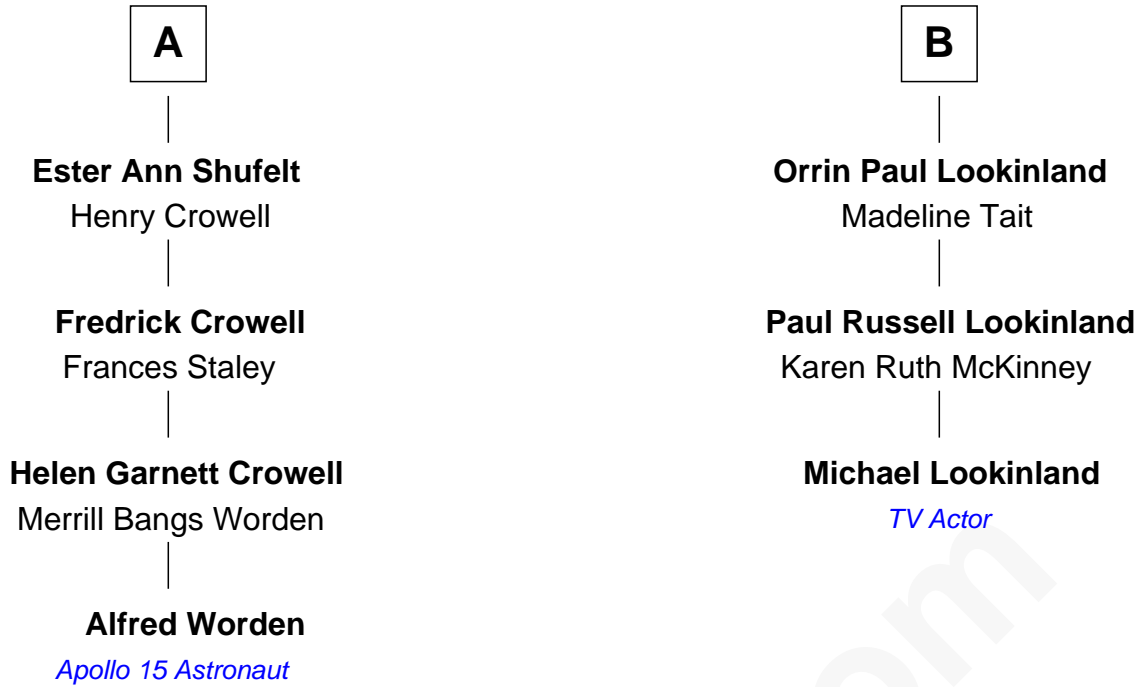 A
Ester Ann Shufelt
Henry Crowell
Fredrick Crowell
Frances Staley
Helen Garnett Crowell
Merrill Bangs Worden
Alfred Worden
Apollo 15 Astronaut
B
Orrin Paul Lookinland
Madeline Tait
Paul Russell Lookinland
Karen Ruth McKinney
Michael Lookinland
TV Actor
om